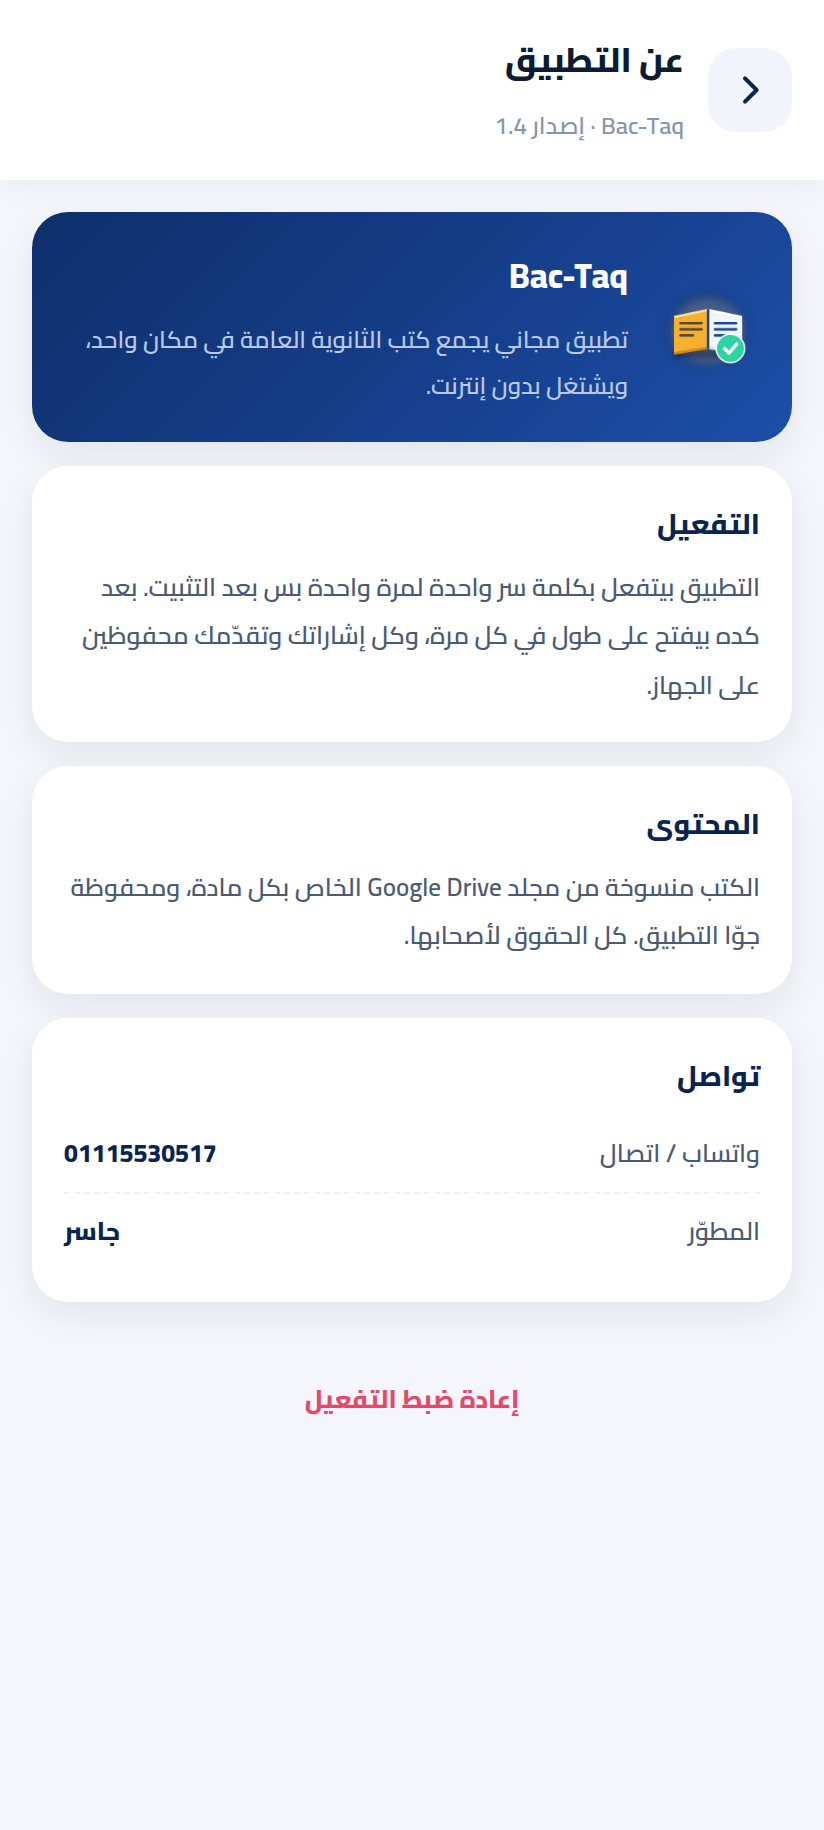 عن التطبيق
Bac-Taq · إصدار 1.4
Bac-Taq
تطبيق مجاني يجمع كتب الثانوية العامة في مكان واحد،
ويشتغل بدون إنترنت.
التفعيل
التطبيق بيتفعل بكلمة سر واحدة لمرة واحدة بس بعد التثبيت. بعد
كده بيفتح على طول في كل مرة، وكل إشاراتك وتقدّمك محفوظين
على الجهاز.
المحتوى
الكتب منسوخة من مجلد Google Drive الخاص بكل مادة، ومحفوظة
جوّا التطبيق. كل الحقوق لأصحابها.
تواصل
واتساب / اتصال 01115530517
المطوّر جاسر
إعادة ضبط التفعيل